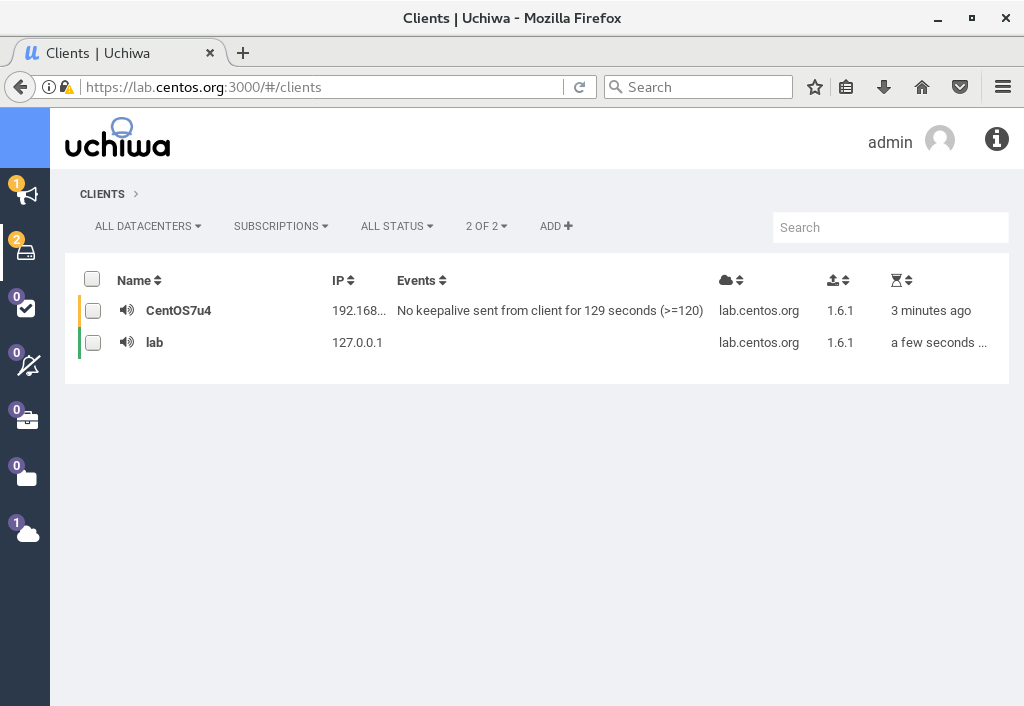 Clients | Uchiwa - Mozilla Firefox
Clients | Uchiwa
https://lab.centos.org:3000/#/clients
Search
uchiwa
admin
1
2
0
0
0
0
1
CLIENTS
ALL DATACENTERS SUBSCRIPTIONS ALL STATUS 2 OF 2 ADD
Search
Name IP Events
CentOS7u4 192.168... No keepalive sent from client for 129 seconds (>=120) lab.centos.org 1.6.1 3 minutes ago
lab 127.0.0.1 lab.centos.org 1.6.1 a few seconds ...